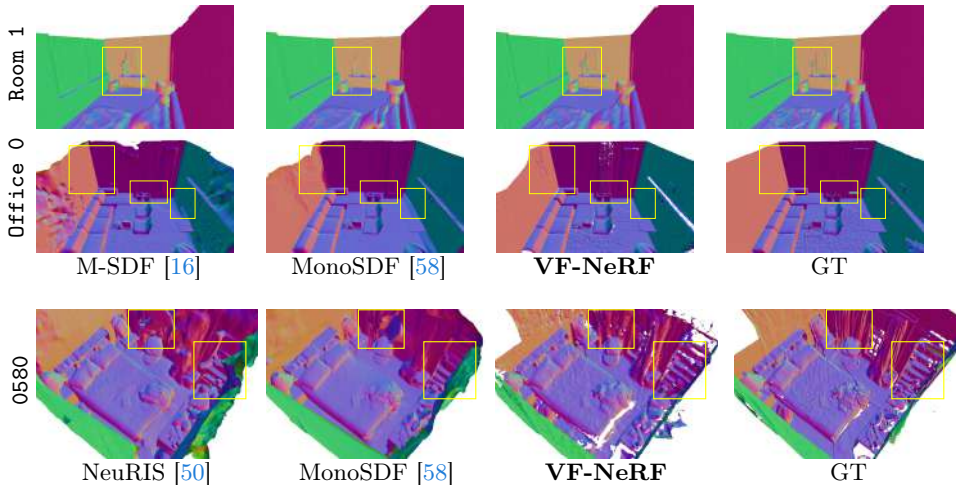 Room 1
Office 0
M-SDF [16] MonoSDF [58] VF-NeRF GT
0580
NeuRIS [50] MonoSDF [58] VF-NeRF GT